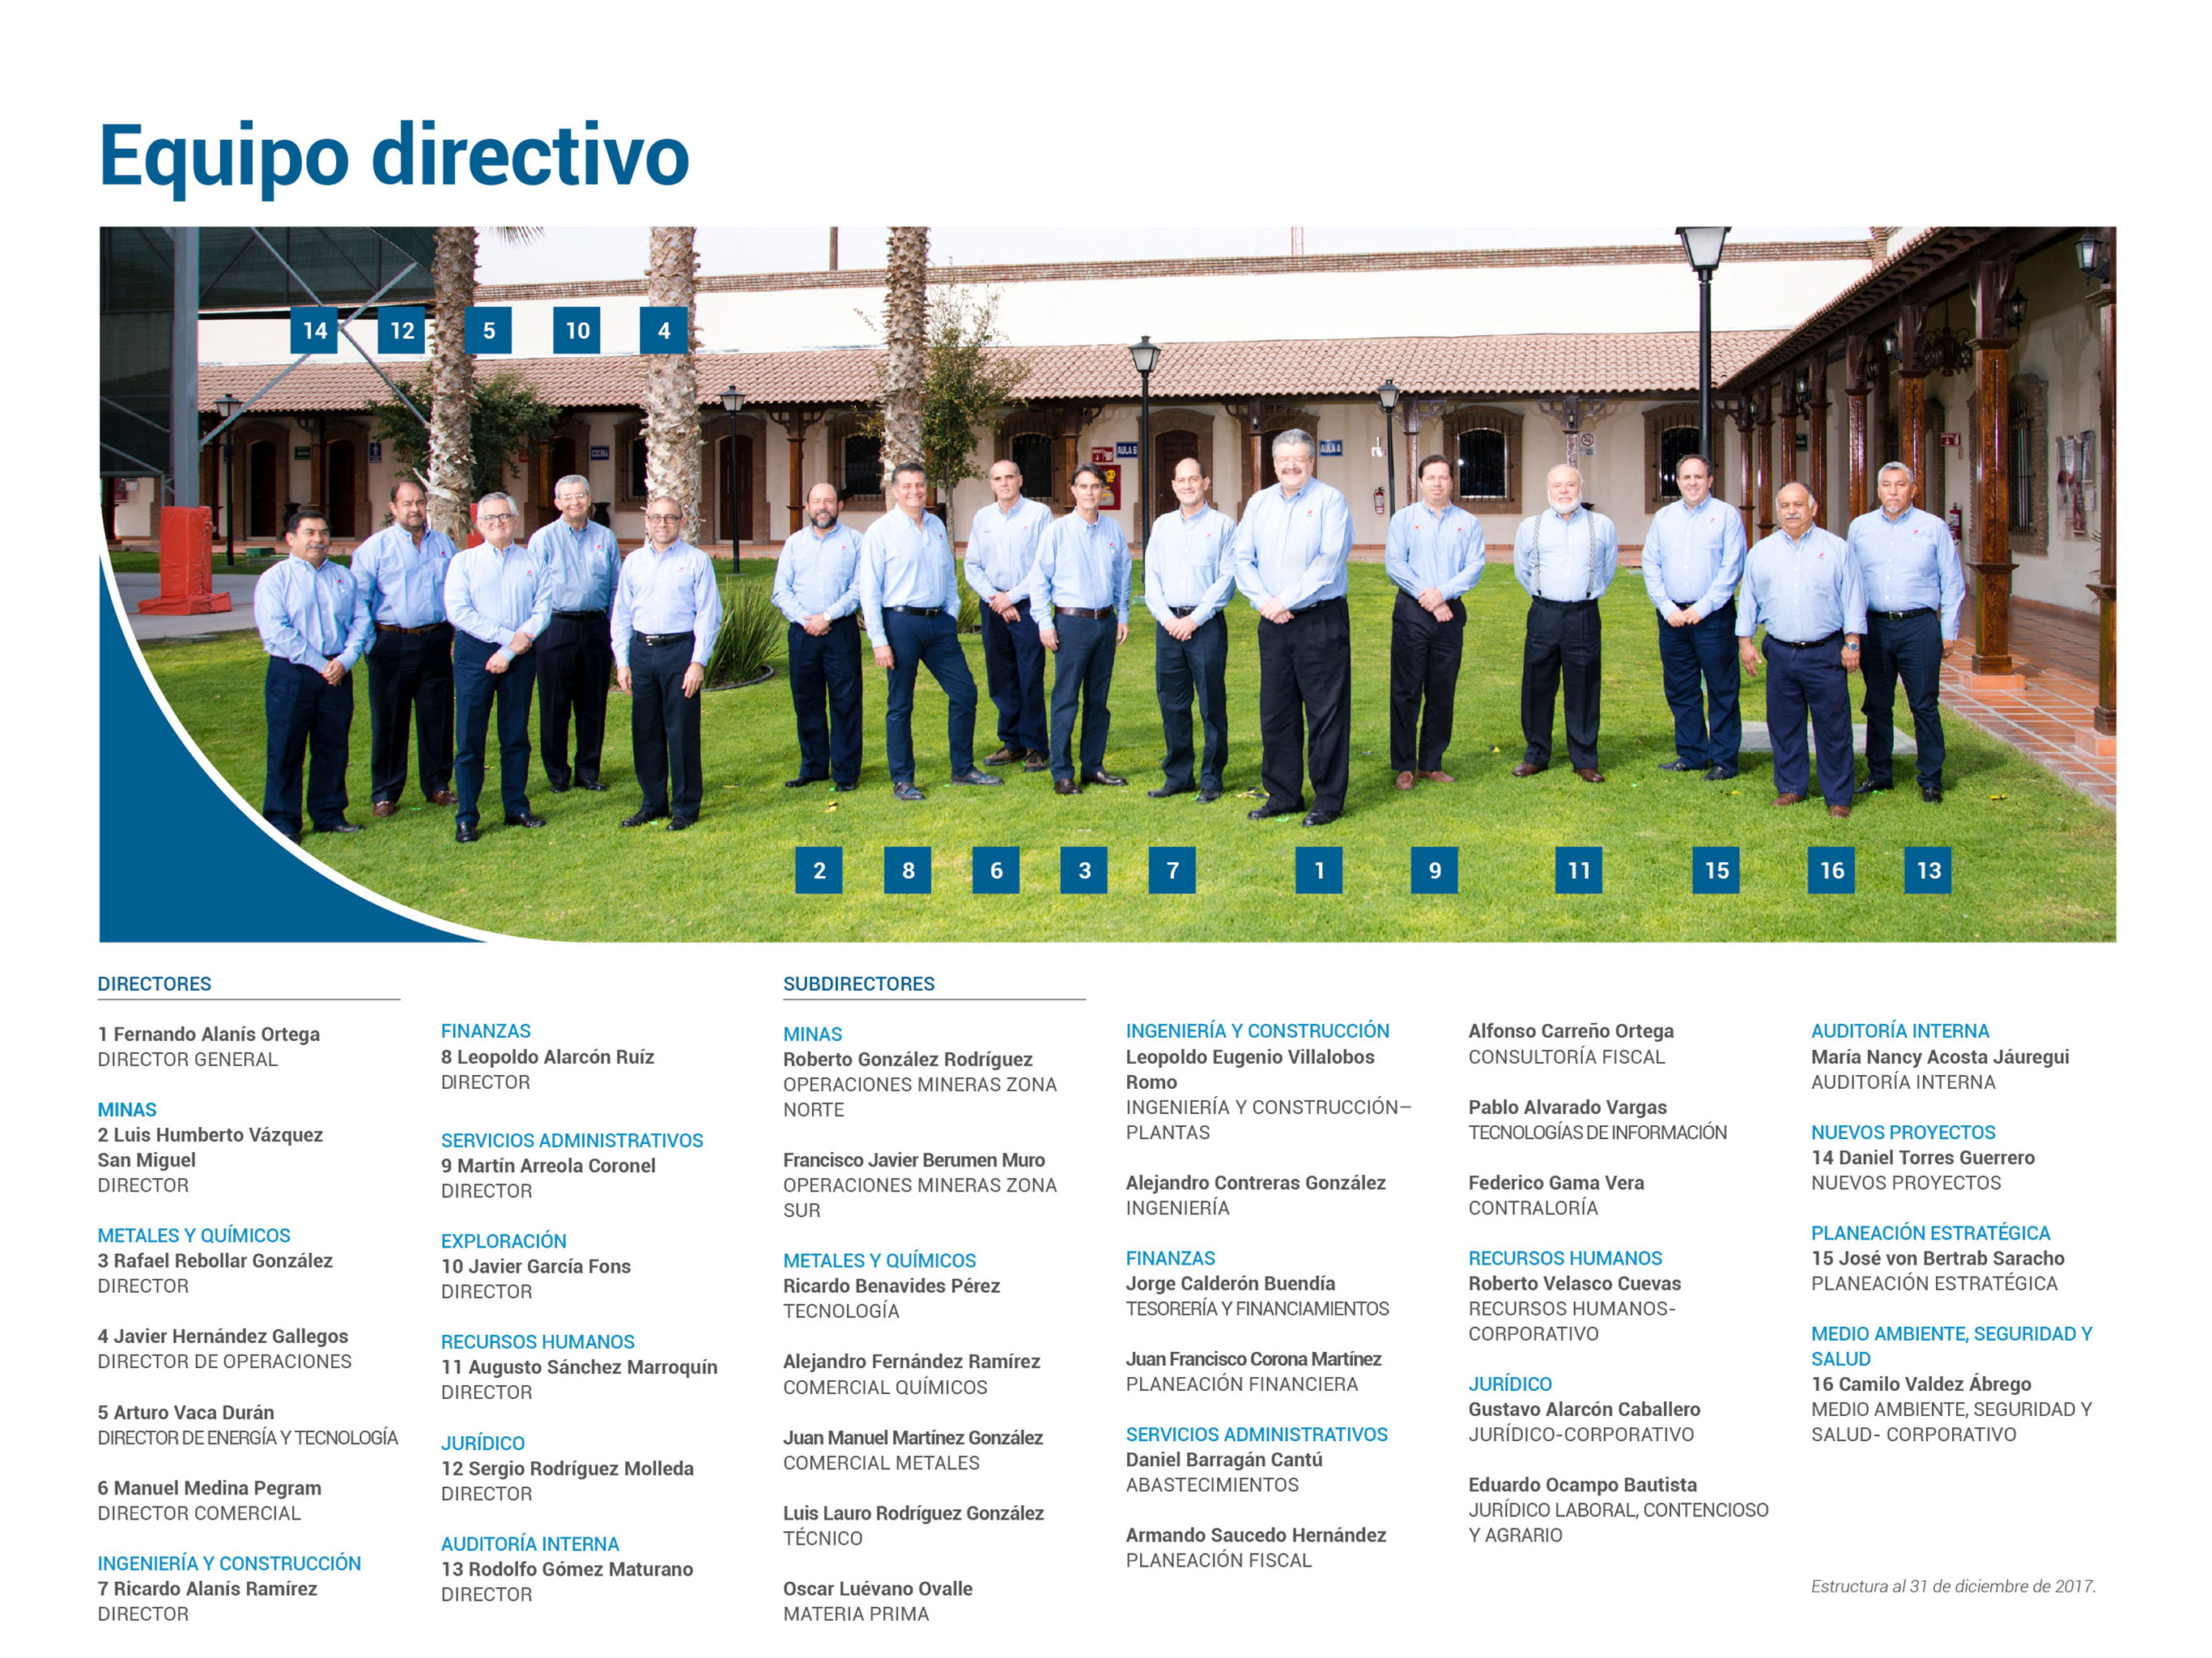 Equipo directivo
14 12 5 10 4
COCINA
AULA B
AULA A
2 8 6 3 7 1 9 11 15 16 13
DIRECTORES
1 Fernando Alanís Ortega
DIRECTOR GENERAL
MINAS
2 Luis Humberto Vázquez
San Miguel
DIRECTOR
METALES Y QUÍMICOS
3 Rafael Rebollar González
DIRECTOR
4 Javier Hernández Gallegos
DIRECTOR DE OPERACIONES
5 Arturo Vaca Durán
DIRECTOR DE ENERGÍA Y TECNOLOGÍA
6 Manuel Medina Pegram
DIRECTOR COMERCIAL
INGENIERÍA Y CONSTRUCCIÓN
7 Ricardo Alanís Ramírez
DIRECTOR
FINANZAS
8 Leopoldo Alarcón Ruíz
DIRECTOR
SERVICIOS ADMINISTRATIVOS
9 Martín Arreola Coronel
DIRECTOR
EXPLORACIÓN
10 Javier García Fons
DIRECTOR
RECURSOS HUMANOS
11 Augusto Sánchez Marroquín
DIRECTOR
JURÍDICO
12 Sergio Rodríguez Molleda
DIRECTOR
AUDITORÍA INTERNA
13 Rodolfo Gómez Maturano
DIRECTOR
SUBDIRECTORES
MINAS
Roberto González Rodríguez
OPERACIONES MINERAS ZONA
NORTE
Francisco Javier Berumen Muro
OPERACIONES MINERAS ZONA
SUR
METALES Y QUÍMICOS
Ricardo Benavides Pérez
TECNOLOGÍA
Alejandro Fernández Ramírez
COMERCIAL QUÍMICOS
Juan Manuel Martínez González
COMERCIAL METALES
Luis Lauro Rodríguez González
TÉCNICO
Oscar Luévano Ovalle
MATERIA PRIMA
INGENIERÍA Y CONSTRUCCIÓN
Leopoldo Eugenio Villalobos
Romo
INGENIERÍA Y CONSTRUCCIÓN–
PLANTAS
Alejandro Contreras González
INGENIERÍA
FINANZAS
Jorge Calderón Buendía
TESORERÍA Y FINANCIAMIENTOS
Juan Francisco Corona Martínez
PLANEACIÓN FINANCIERA
SERVICIOS ADMINISTRATIVOS
Daniel Barragán Cantú
ABASTECIMIENTOS
Armando Saucedo Hernández
PLANEACIÓN FISCAL
Alfonso Carreño Ortega
CONSULTORÍA FISCAL
Pablo Alvarado Vargas
TECNOLOGÍAS DE INFORMACIÓN
Federico Gama Vera
CONTRALORÍA
RECURSOS HUMANOS
Roberto Velasco Cuevas
RECURSOS HUMANOS-
CORPORATIVO
JURÍDICO
Gustavo Alarcón Caballero
JURÍDICO-CORPORATIVO
Eduardo Ocampo Bautista
JURÍDICO LABORAL, CONTENCIOSO
Y AGRARIO
AUDITORÍA INTERNA
María Nancy Acosta Jáuregui
AUDITORÍA INTERNA
NUEVOS PROYECTOS
14 Daniel Torres Guerrero
NUEVOS PROYECTOS
PLANEACIÓN ESTRATÉGICA
15 José von Bertrab Saracho
PLANEACIÓN ESTRATÉGICA
MEDIO AMBIENTE, SEGURIDAD Y
SALUD
16 Camilo Valdez Ábrego
MEDIO AMBIENTE, SEGURIDAD Y
SALUD- CORPORATIVO
Estructura al 31 de diciembre de 2017.